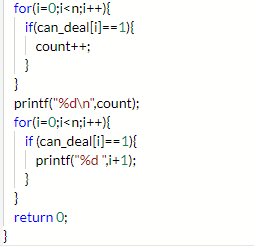 for(i=0;i<n;i++){
if(can_deal[i]==1){
count++;
}
}
printf("%d\n",count);
for(i=0;i<n;i++){
if (can_deal[i]==1){
printf("%d ",i+1);
}
}
return 0;
}